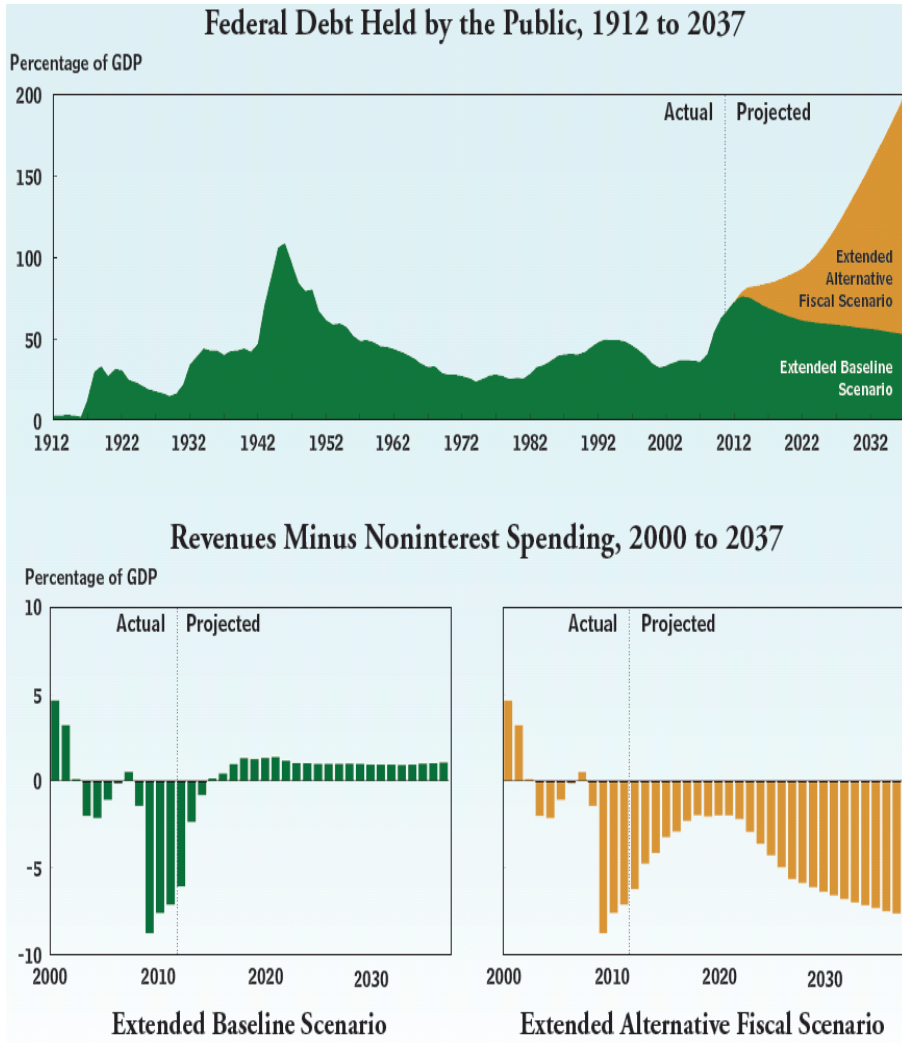 Federal Debt Held by the Public, 1912 to 2037
Percentage of GDP
200
Actual
Projected
150
100
Extended
Alternative
Fiscal Scenario
50
Extended Baseline
Scenario
0
1912 1922 1932 1942 1952 1962 1972 1982 1992 2002 2012 2022 2032
Revenues Minus Noninterest Spending, 2000 to 2037
Percentage of GDP
10
Actual Projected
Actual Projected
5
0
-5
-10
2000 2010 2020 2030
2000 2010 2020 2030
Extended Baseline Scenario
Extended Alternative Fiscal Scenario